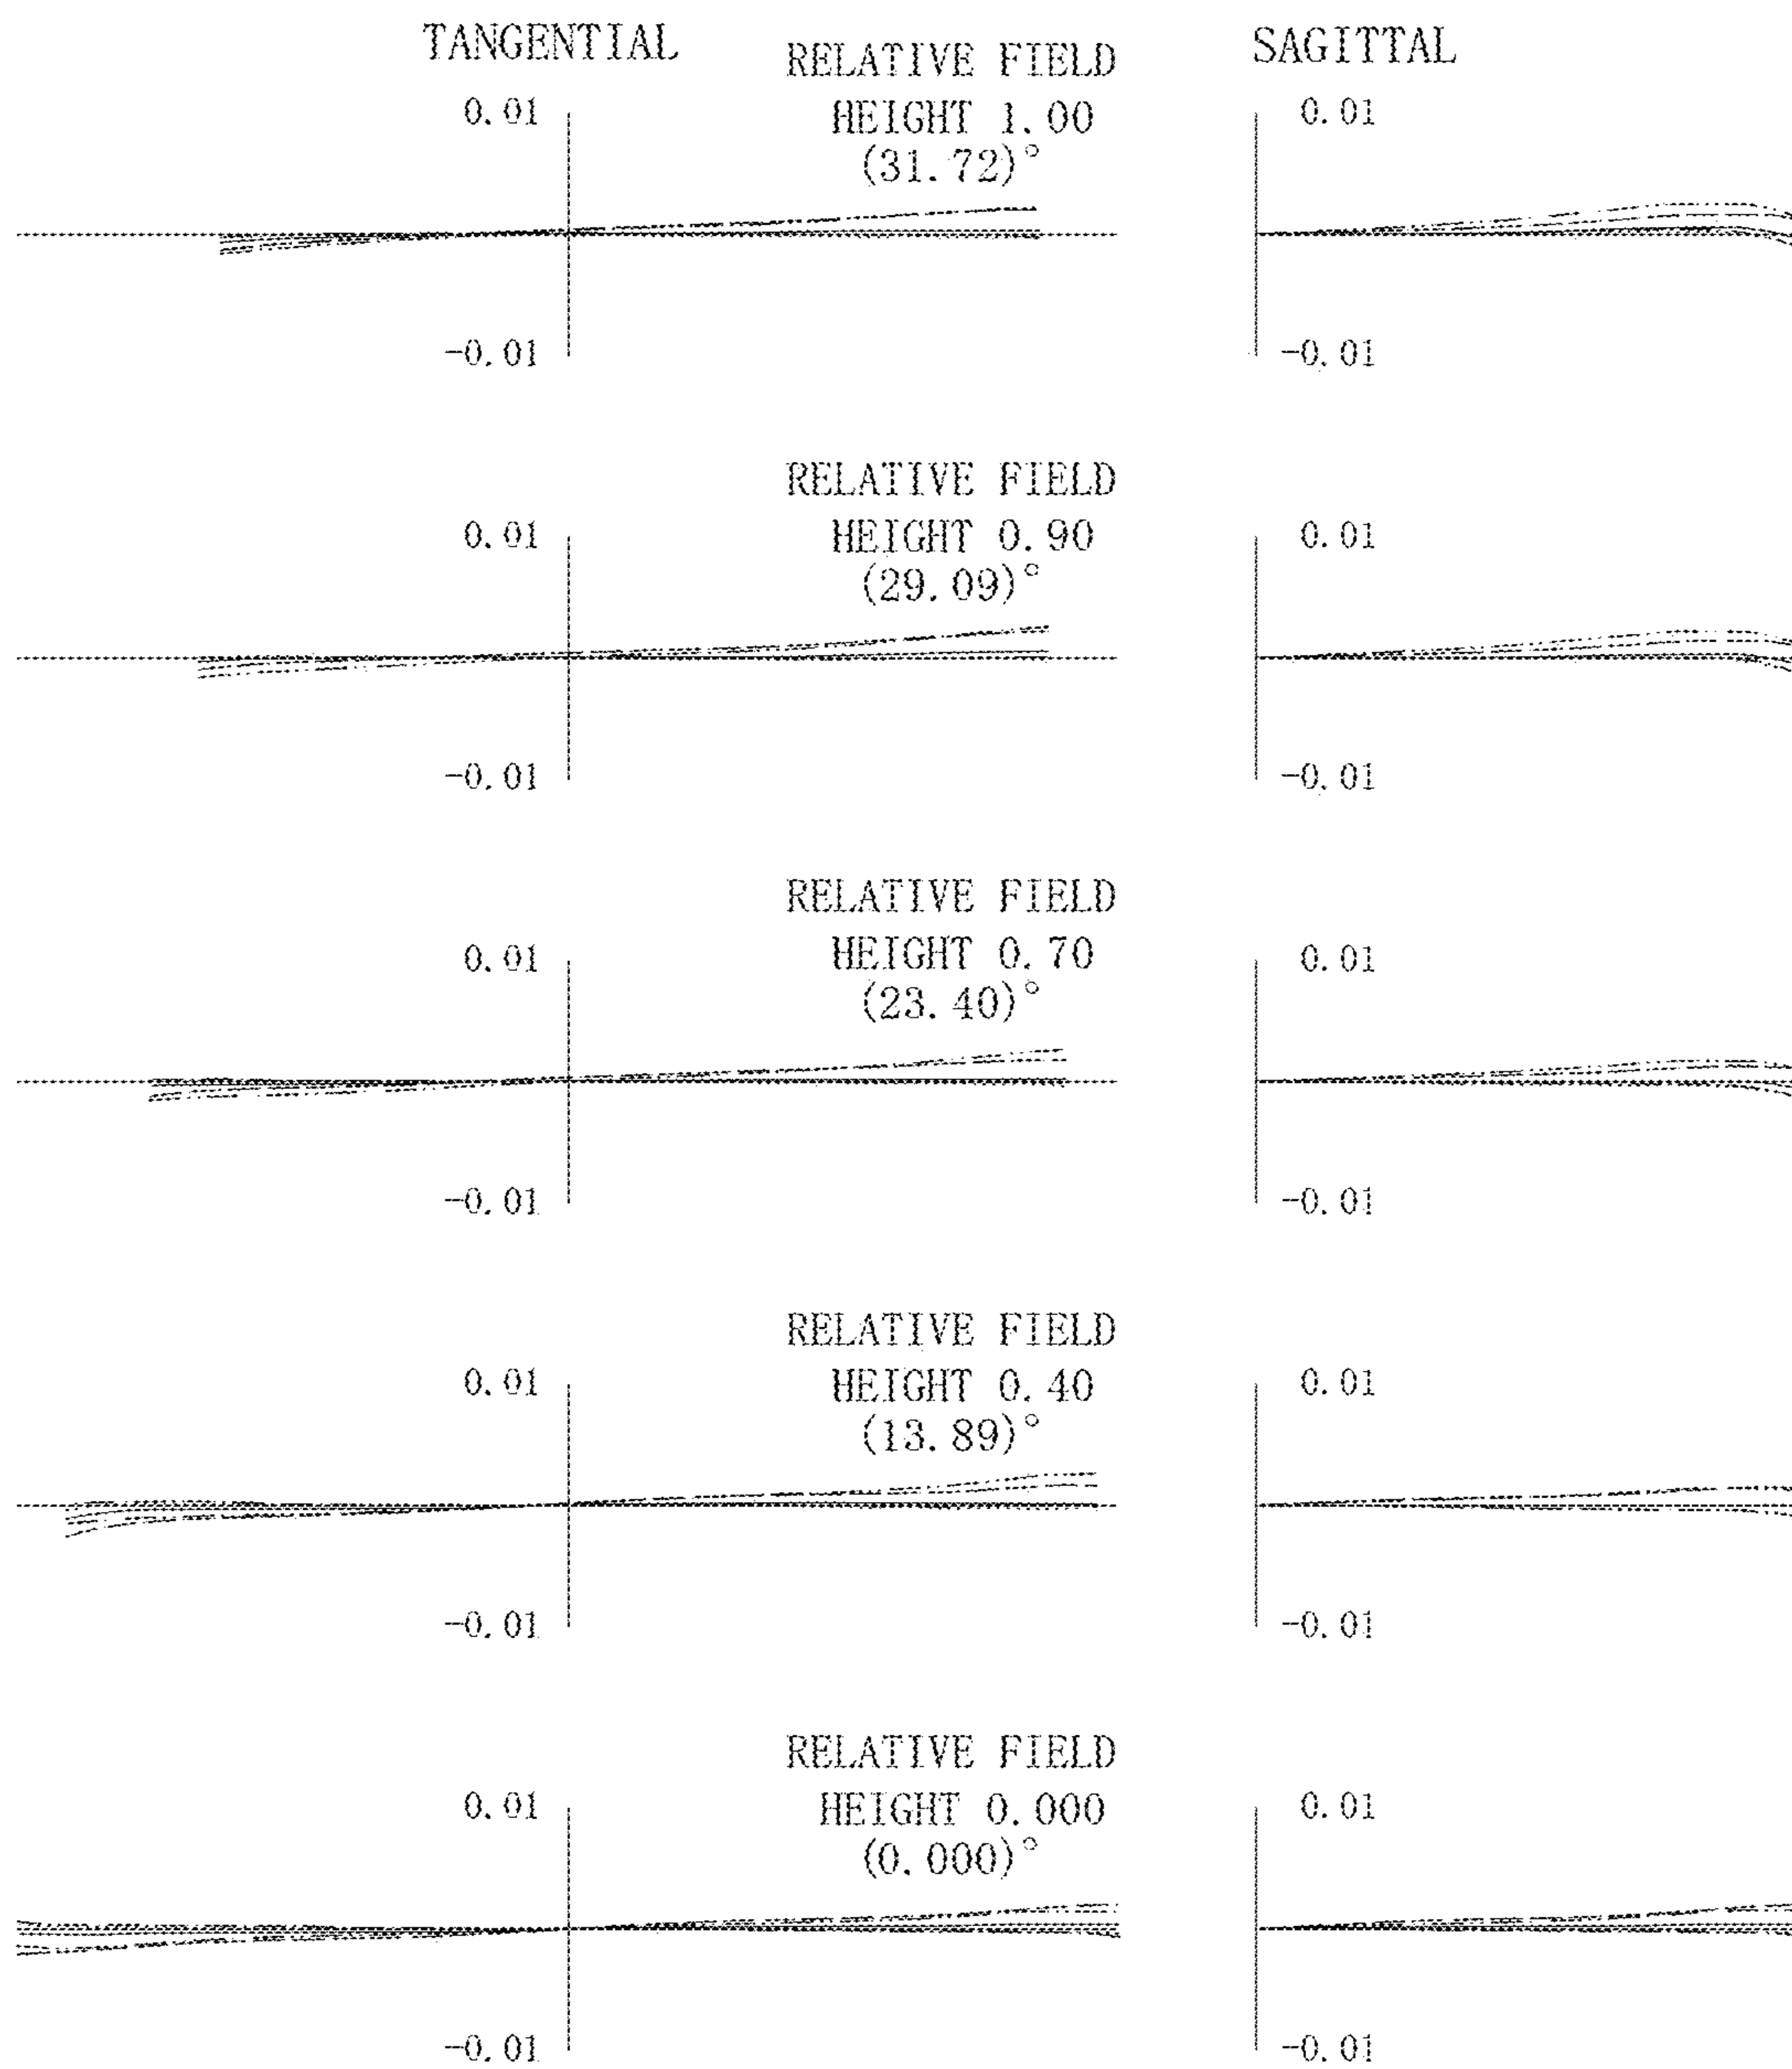 TANGENTIAL
RELATIVE FIELD
SAGITTAL
0.01
HEIGHT 1.00
0.01
(31.72)°
-0.01
-0.01
RELATIVE FIELD
0.01
HEIGHT 0.90
0.01
(29.09)°
-0.01
-0.01
RELATIVE FIELD
0.01
HEIGHT 0.70
0.01
(23.40)°
-0.01
-0.01
RELATIVE FIELD
0.01
HEIGHT 0.40
0.01
(13.89)°
-0.01
-0.01
RELATIVE FIELD
0.01
HEIGHT 0.000
0.01
(0.000)°
-0.01
-0.01